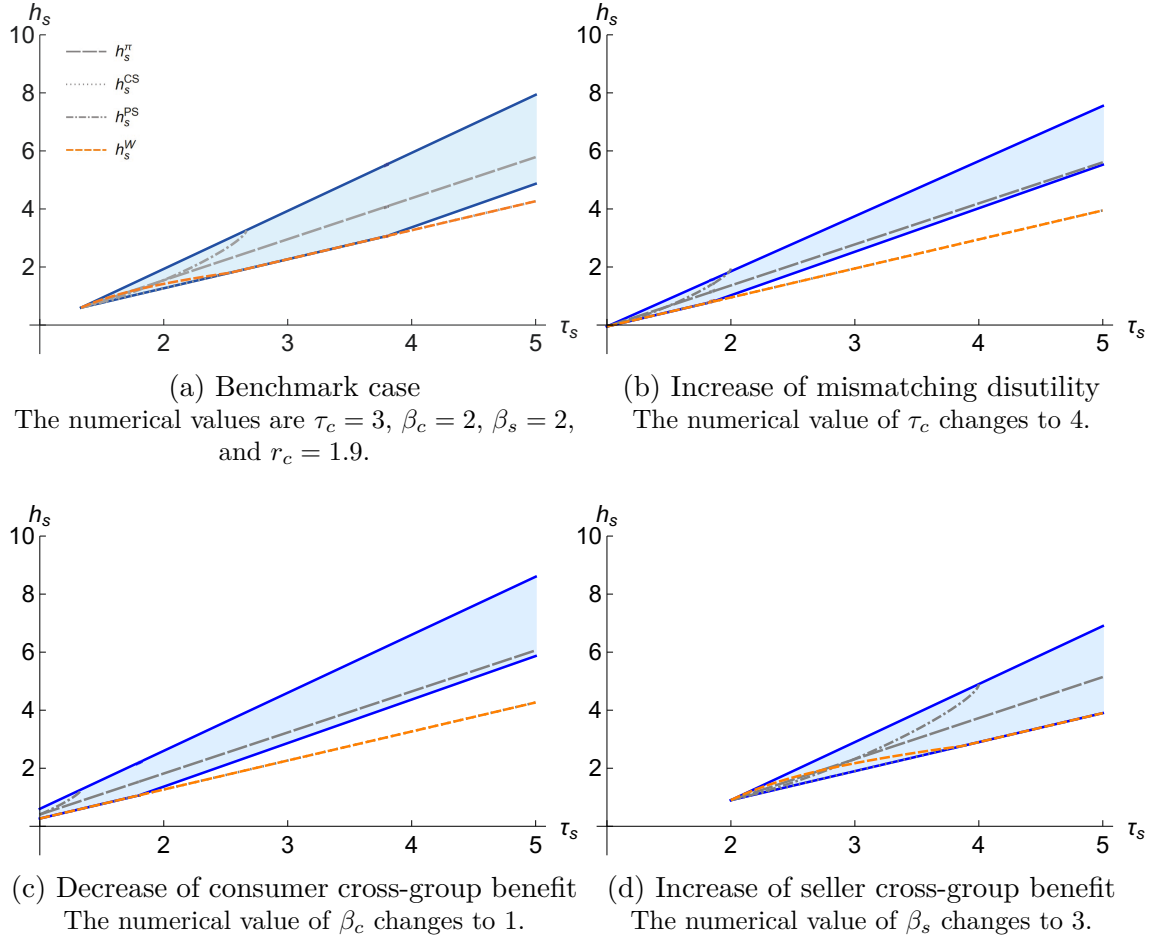 h_s
10
8
6
4
2
2
3
4
5
τ_s
h_s^π
h_s^CS
h_s^PS
h_s^W
(a) Benchmark case
The numerical values are τ_c = 3, β_c = 2, β_s = 2,
and r_c = 1.9.
h_s
10
8
6
4
2
2
3
4
5
τ_s
(b) Increase of mismatching disutility
The numerical value of τ_c changes to 4.
h_s
10
8
6
4
2
2
3
4
5
τ_s
(c) Decrease of consumer cross-group benefit
The numerical value of β_c changes to 1.
h_s
10
8
6
4
2
2
3
4
5
τ_s
(d) Increase of seller cross-group benefit
The numerical value of β_s changes to 3.